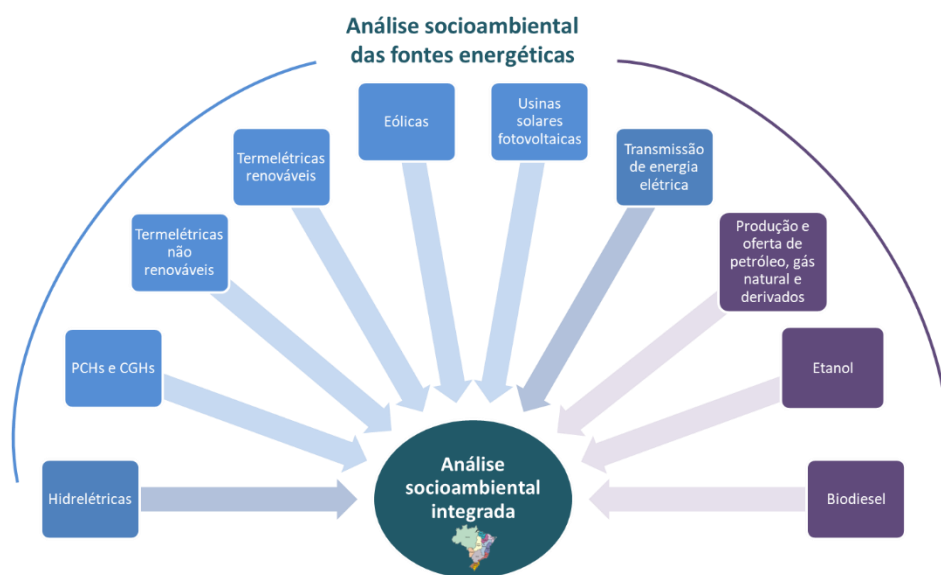 Análise socioambiental
das fontes energéticas
Eólicas
Usinas
solares
fotovoltaicas
Termelétricas
renováveis
Transmissão
de energia
elétrica
Termelétricas
não
renováveis
Produção e
oferta de
petróleo, gás
natural e
derivados
PCHs e CGHs
Etanol
Hidrelétricas
Análise
socioambiental
integrada
Biodiesel